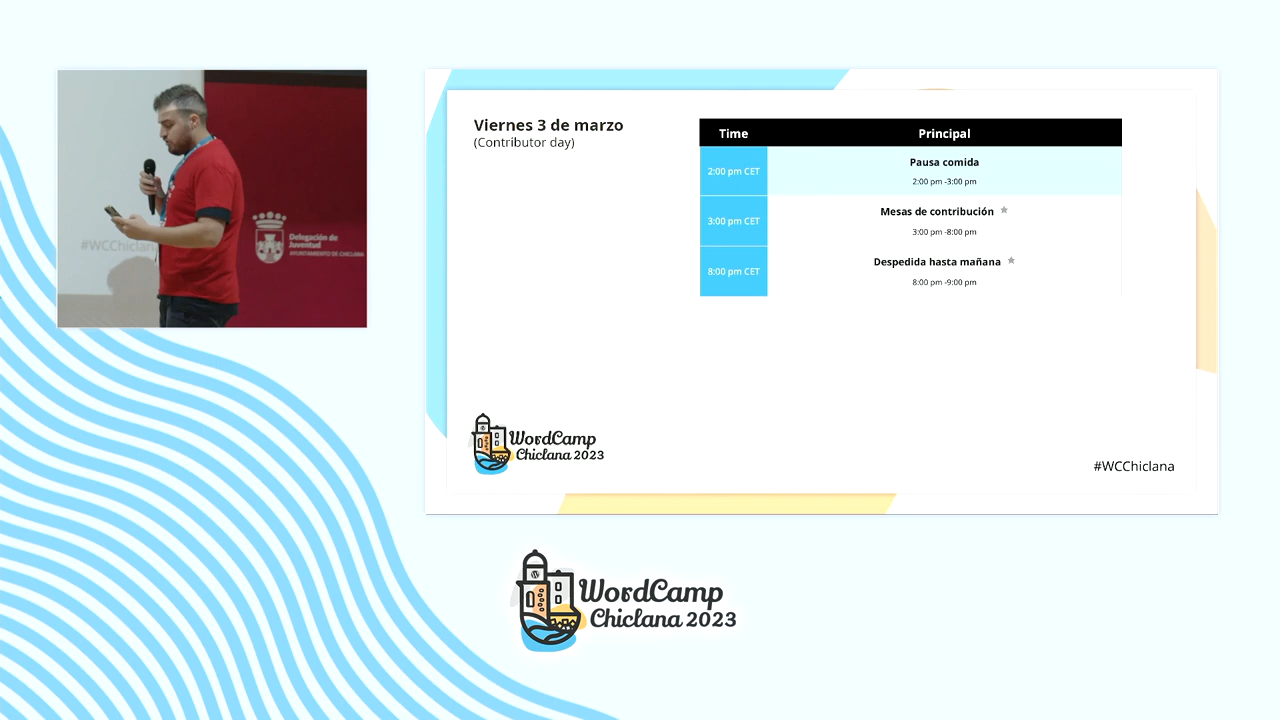 #WCChiclana
Delegación de
Juventud
AYUNTAMIENTO DE CHICLANA
Viernes 3 de marzo
(Contributor day)
Time Principal
2:00 pm CET
Pausa comida
2:00 pm -3:00 pm
3:00 pm CET
Mesas de contribución
3:00 pm -8:00 pm
8:00 pm CET
Despedida hasta mañana
8:00 pm -9:00 pm
WordCamp
Chiclana 2023
#WCChiclana
WordCamp
Chiclana 2023